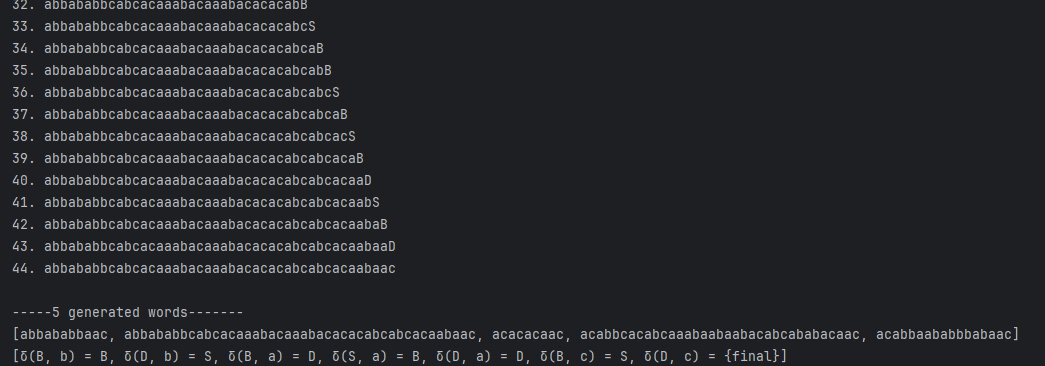 32. abbababbcabcacaaabacaaabacacacabB
33. abbababbcabcacaaabacaaabacacacabcS
34. abbababbcabcacaaabacaaabacacacabcaB
35. abbababbcabcacaaabacaaabacacacabcabB
36. abbababbcabcacaaabacaaabacacacabcabcS
37. abbababbcabcacaaabacaaabacacacabcabcaB
38. abbababbcabcacaaabacaaabacacacabcabcacS
39. abbababbcabcacaaabacaaabacacacabcabcacaB
40. abbababbcabcacaaabacaaabacacacabcabcacaaD
41. abbababbcabcacaaabacaaabacacacabcabcacaabS
42. abbababbcabcacaaabacaaabacacacabcabcacaabaB
43. abbababbcabcacaaabacaaabacacacabcabcacaabaaD
44. abbababbcabcacaaabacaaabacacacabcabcacaabaac
-----5 generated words-------
[abbababbaac, abbababbcabcacaaabacaaabacacacabcabcacaabaac, acacacaac, acabbcacabcaaabaabaabacabcababacaac, acabbaababbbabaac]
[δ(B, b) = B, δ(D, b) = S, δ(B, a) = D, δ(S, a) = B, δ(D, a) = D, δ(B, c) = S, δ(D, c) = {final}]